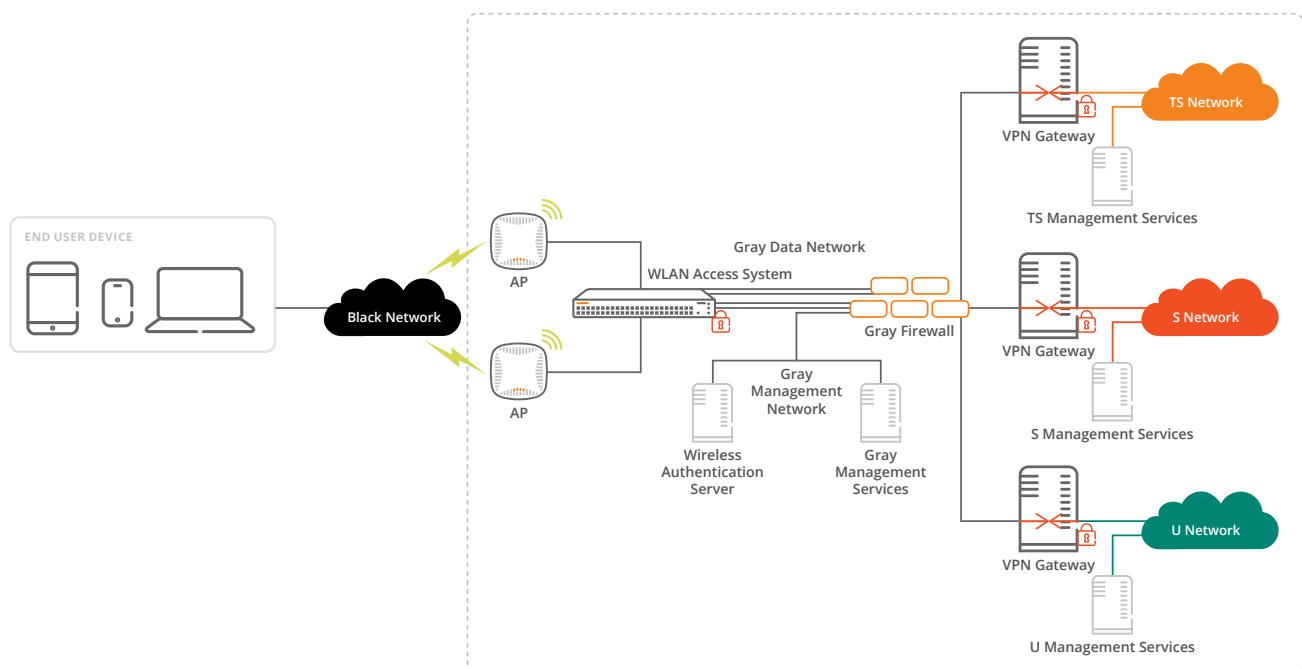 END USER DEVICE
Black Network
AP
AP
WLAN Access System
Gray Data Network
Gray Firewall
Gray
Management
Network
Wireless
Authentication
Server
Gray
Management
Services
VPN Gateway
TS Network
TS Management Services
VPN Gateway
S Network
S Management Services
VPN Gateway
U Network
U Management Services